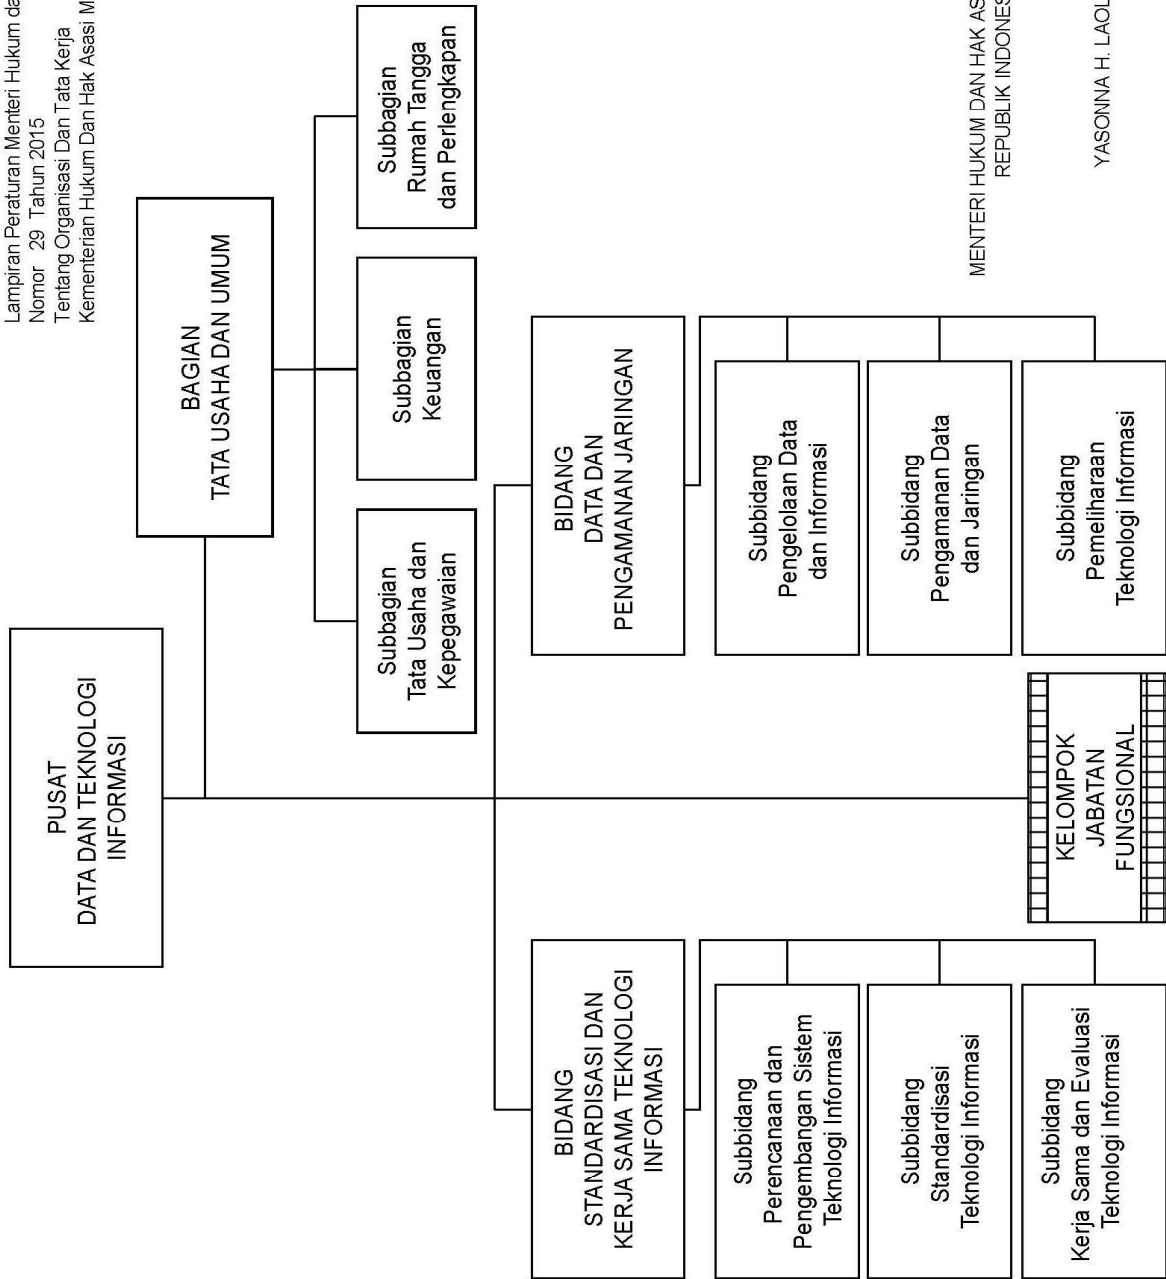 Lampiran Peraturan Menteri Hukum
Nomor 29 Tahun 2015
Tentang Organisasi Dan Tata Kerja
Kementerian Hukum Dan Hak Asasi
PUSAT
DATA DAN TEKNOLOGI
INFORMASI
BAGIAN
TATA USAHA DAN UMUM
Subbagian
Tata Usaha dan
Kepegawaian
Subbagian
Keuangan
Subbagian
Rumah Tangga
dan Perlengkapan
BIDANG
STANDARDISASI DAN
KERJA SAMA TEKNOLOGI
INFORMASI
BIDANG
DATA DAN
PENGAMANAN JARINGAN
Subbidang
Perencanaan dan
Pengembangan Sistem
Teknologi Informasi
Subbidang
Standardisasi
Teknologi Informasi
Subbidang
Kerja Sama dan Evaluasi
Teknologi Informasi
Subbidang
Pengelolaan Data
dan Informasi
Subbidang
Pengamanan Data
dan Jaringan
Subbidang
Pemeliharaan
Teknologi Informasi
KELOMPOK
JABATAN
FUNGSIONAL
MENTERI HUKUM DAN HAK
REPUBLIK
YASONNA H.